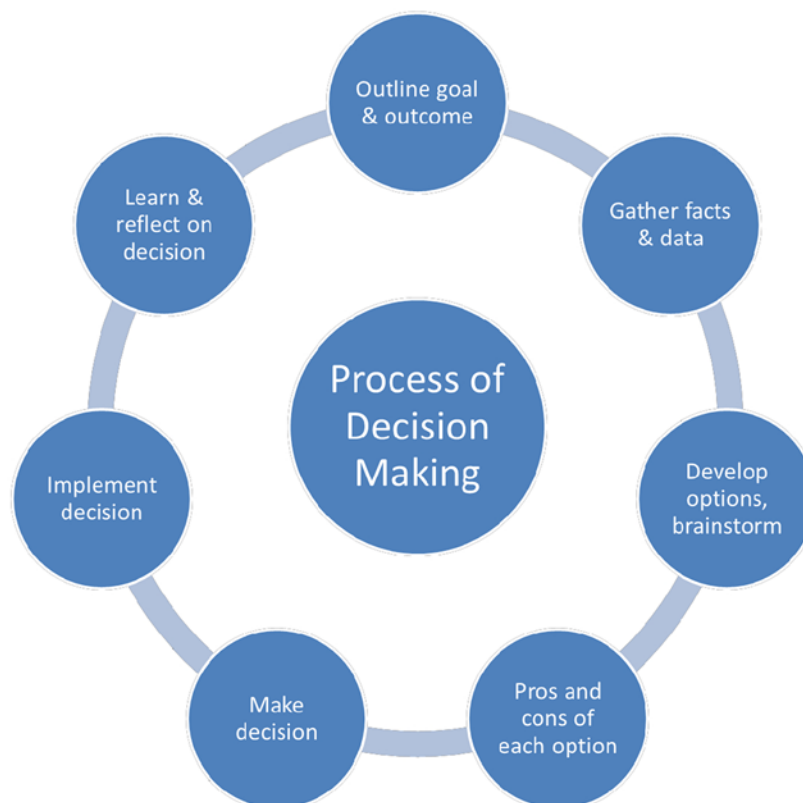 Outline goal
& outcome
Gather facts
& data
Develop
options,
brainstorm
Pros and
cons of
each option
Make
decision
Implement
decision
Learn &
reflect on
decision
Process of
Decision
Making